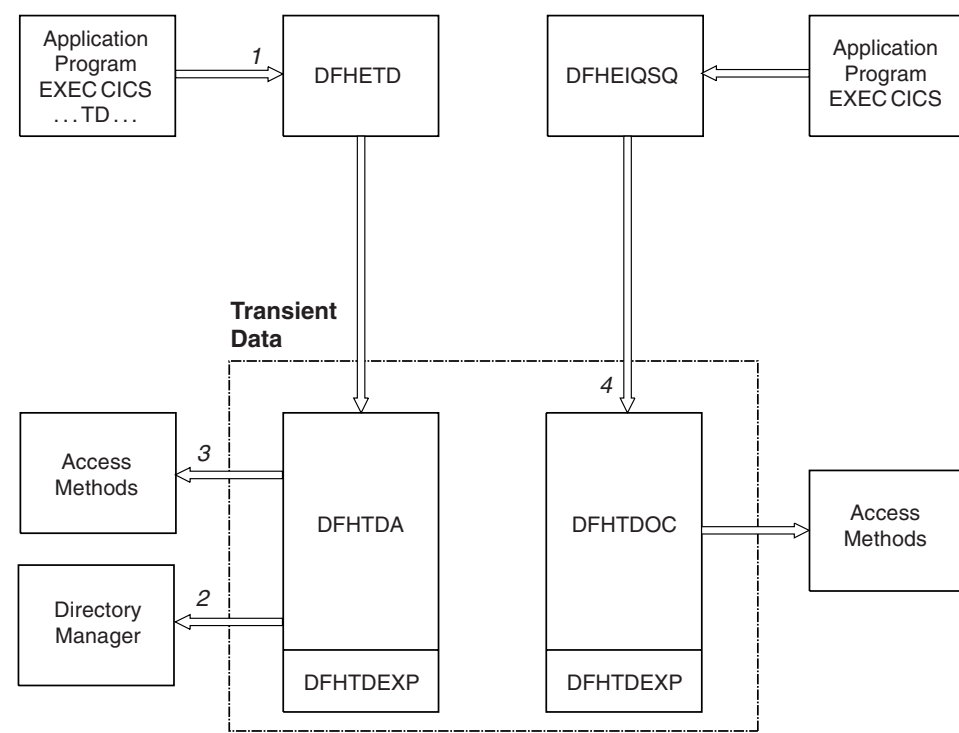 Application
Program
EXEC CICS
...TD...
1
DFHETD
DFHEIQSQ
Application
Program
EXEC CICS
Transient
Data
4
Access
Methods
3
DFHTDA
DFHTDOC
Access
Methods
Directory
Manager
2
DFHTDEXP
DFHTDEXP